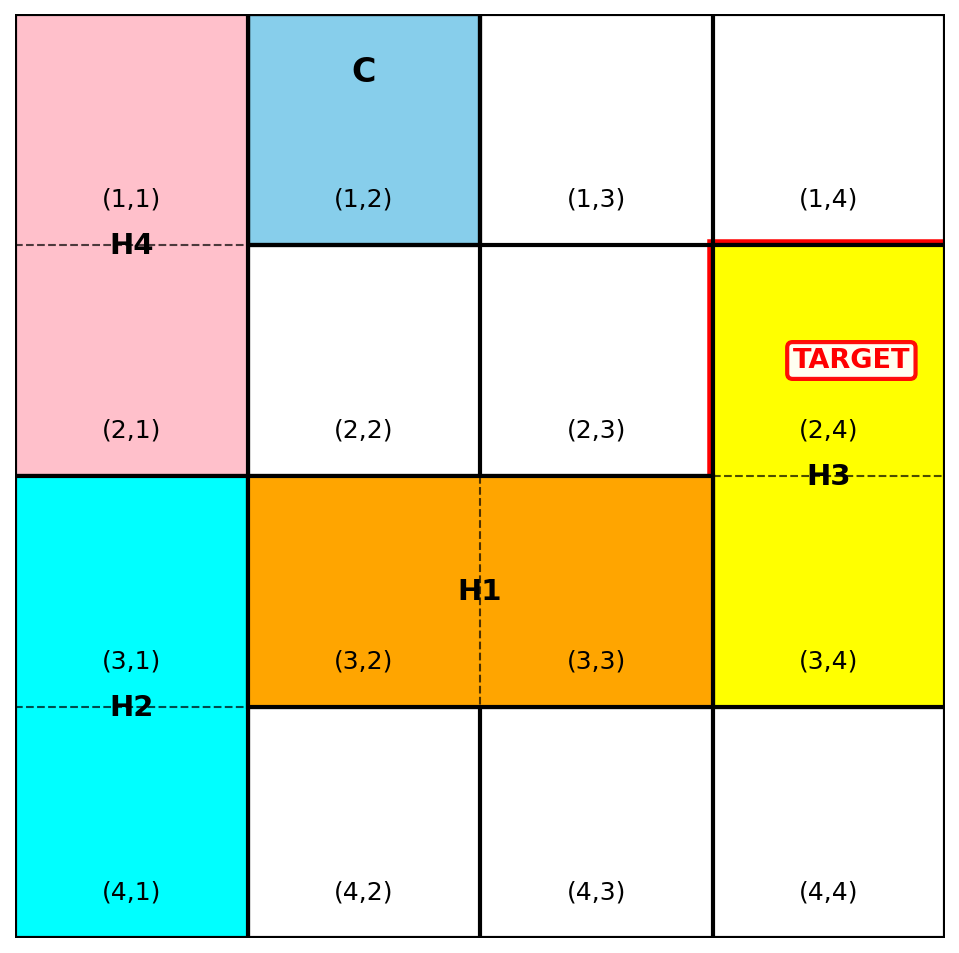 C
(1,1) (1,2) (1,3) (1,4)
H4
TARGET
(2,1) (2,2) (2,3) (2,4)
H3
H1
(3,1) (3,2) (3,3) (3,4)
H2
(4,1) (4,2) (4,3) (4,4)